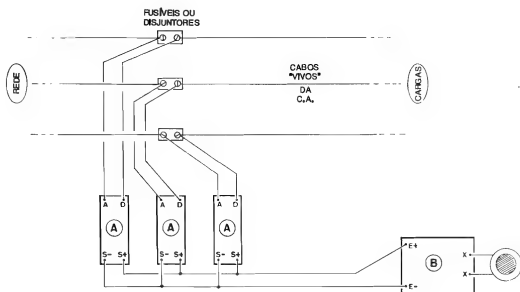 FUSÍVEIS OU
DISJUNTORES
REDE
CABOS
"VIVOS"
DA
C.A.
CARGAS
A D
A D
A D
A
A
A
S- S+
S- S+
S- S+
E+
E-
B
X
X